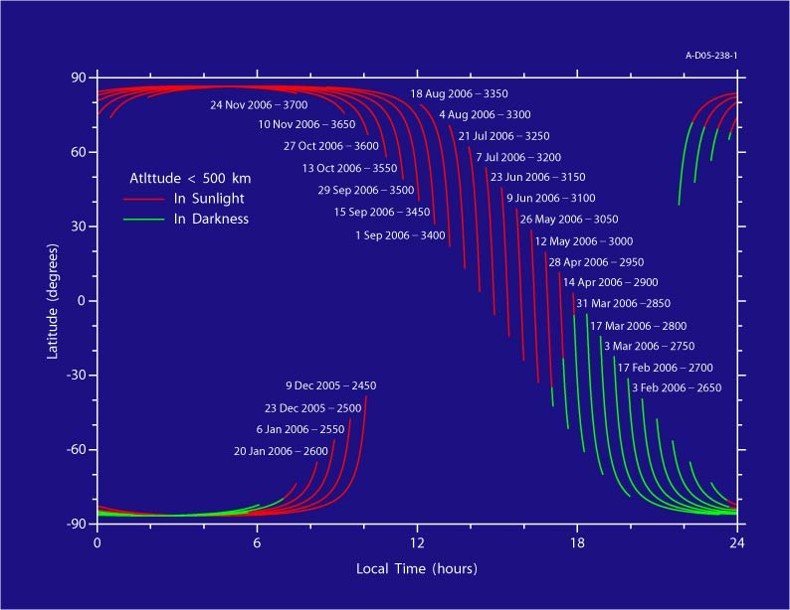 A-D05-238-1
90
18 Aug 2006 – 3350
24 Nov 2006 – 3700
4 Aug 2006 – 3300
10 Nov 2006 – 3650
21 Jul 2006 – 3250
27 Oct 2006 – 3600
60
7 Jul 2006 – 3200
13 Oct 2006 – 3550
Atlttude < 500 km
23 Jun 2006 – 3150
29 Sep 2006 – 3500
In Sunlight
9 Jun 2006 – 3100
15 Sep 2006 – 3450
In Darkness
26 May 2006 – 3050
30
1 Sep 2006 – 3400
12 May 2006 – 3000
28 Apr 2006 – 2950
14 Apr 2006 – 2900
0
31 Mar 2006 – 2850
17 Mar 2006 – 2800
3 Mar 2006 – 2750
17 Feb 2006 – 2700
-30
9 Dec 2005 – 2450
3 Feb 2006 – 2650
23 Dec 2005 – 2500
6 Jan 2006 – 2550
20 Jan 2006 – 2600
-60
-90
Latitude (degrees)
0 6 12 18 24
Local Time (hours)